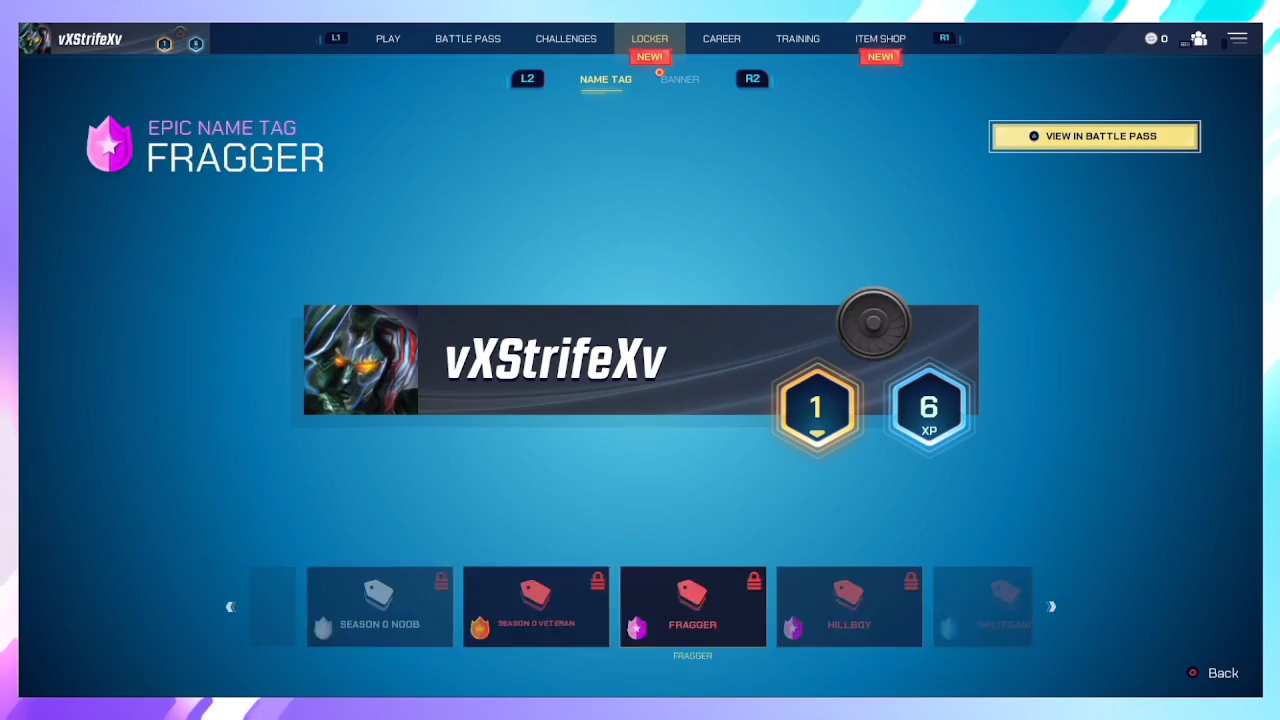 vXStrifeXv
1
6
L1
PLAY
BATTLE PASS
CHALLENGES
LOCKER
CAREER
TRAINING
ITEM SHOP
R1
0
NEW!
NEW!
L2
NAME TAG
BANNER
R2
EPIC NAME TAG
FRAGGER
VIEW IN BATTLE PASS
vXStrifeXv
1
6
XP
SEASON 0 NOOB
SEASON 0 VETERAN
FRAGGER
HILLBOY
FRAGGER
Back